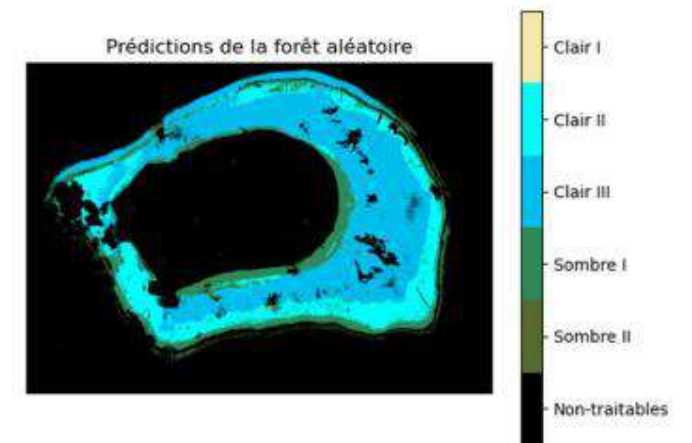 Prédictions de la forêt aléatoire
Clair I
Clair II
Clair III
Sombre I
Sombre II
Non-traitables